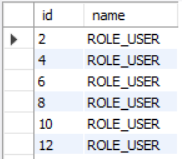 id name
2 ROLE_USER
4 ROLE_USER
6 ROLE_USER
8 ROLE_USER
10 ROLE_USER
12 ROLE_USER